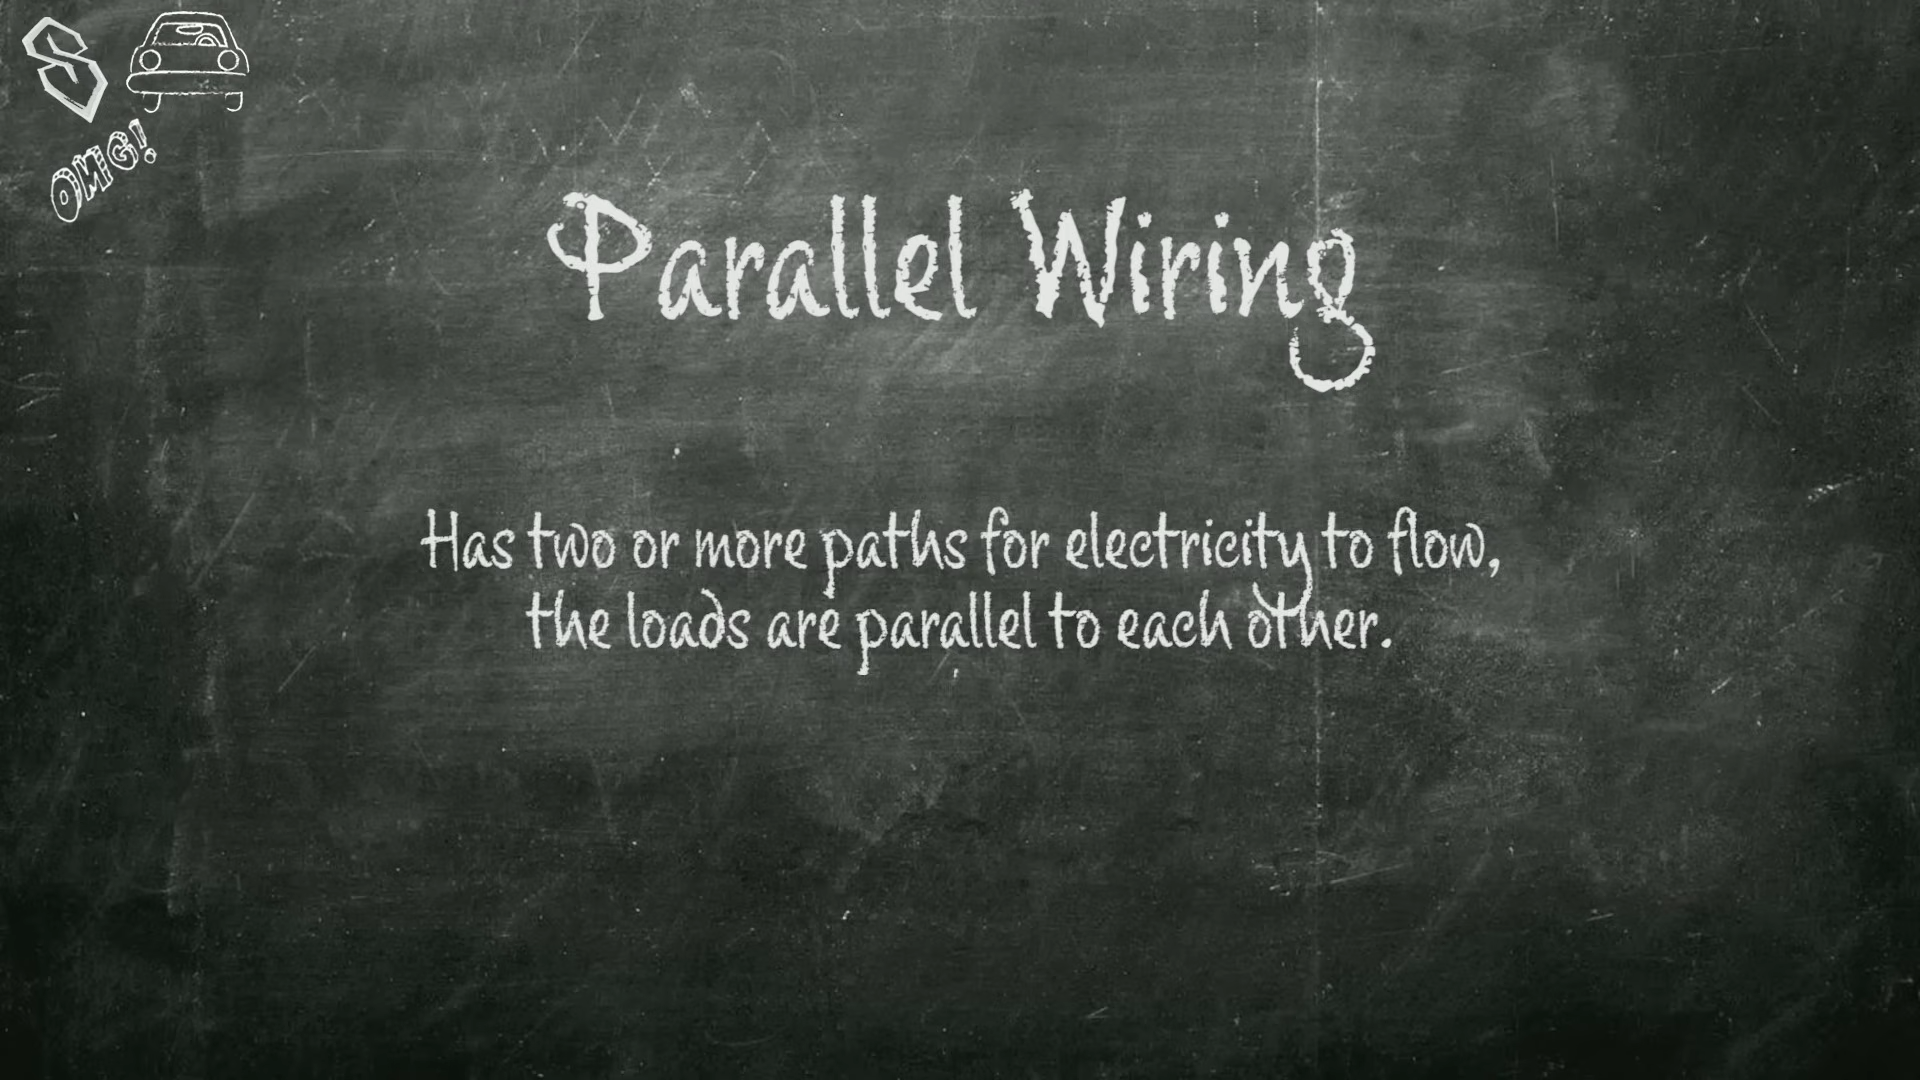 S
OMG!
Parallel Wiring
Has two or more paths for electricity to flow,
the loads are parallel to each other.